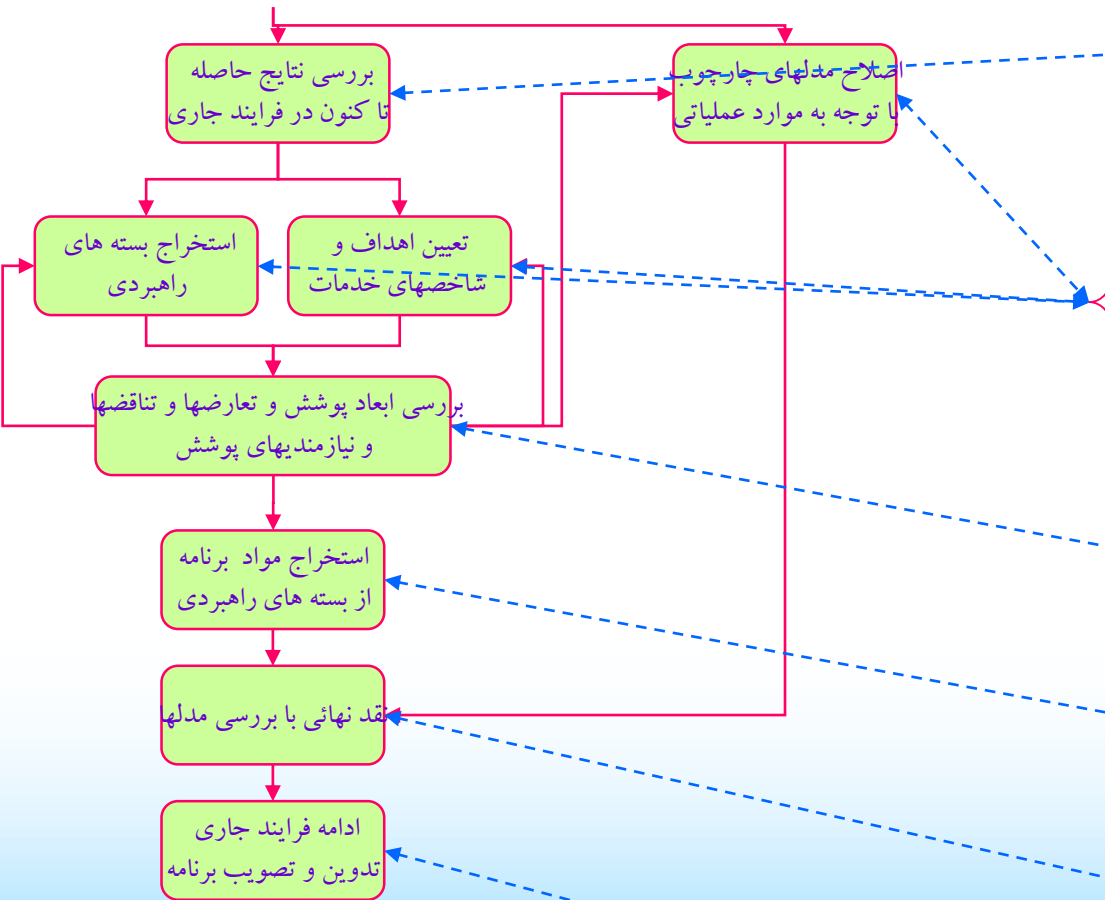 اصلاح مدلهای چارچوب
با توجه به موارد عملیاتی
بررسی نتایج حاصله
تا کنون در فرایند جاری
تعیین اهداف و
شاخصهای خدمات
استخراج بسته های
راهبردی
بررسی ابعاد پوشش و تعارضها و تناقضها
و نیازمندیهای پوشش
استخراج مواد برنامه
از بسته های راهبردی
نقد نهائی با بررسی مدلها
ادامه فرایند جاری
تدوین و تصویب برنامه